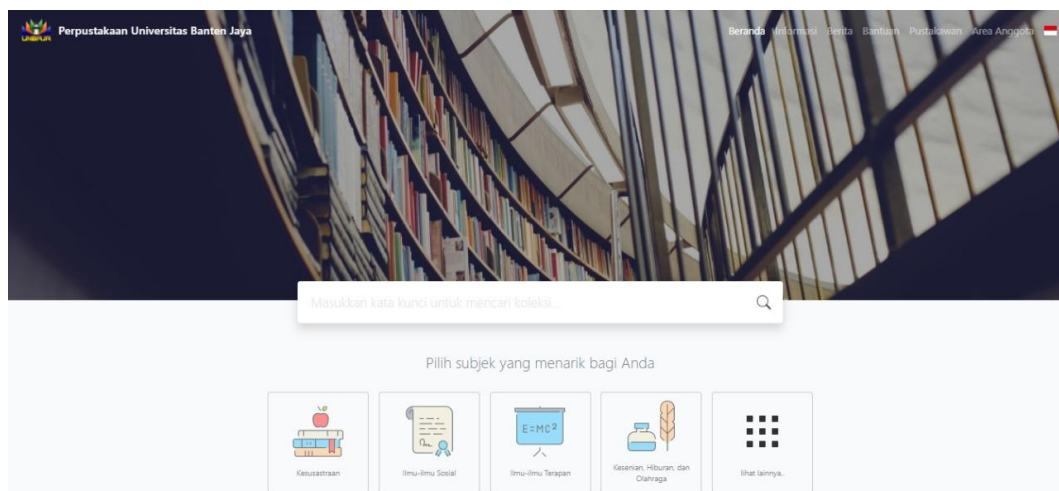 UNBAJA
Perpustakaan Universitas Banten Jaya
Beranda Informasi Berita Bantuan Pustakawan Area Anggota
Masukkan kata kunci untuk mencari koleksi...
Pilih subjek yang menarik bagi Anda
E=MC²
Kesusastraan
Ilmu-ilmu Sosial
Ilmu-ilmu Terapan
Kesenian, Hiburan, dan
Olahraga
lihat lainnya..